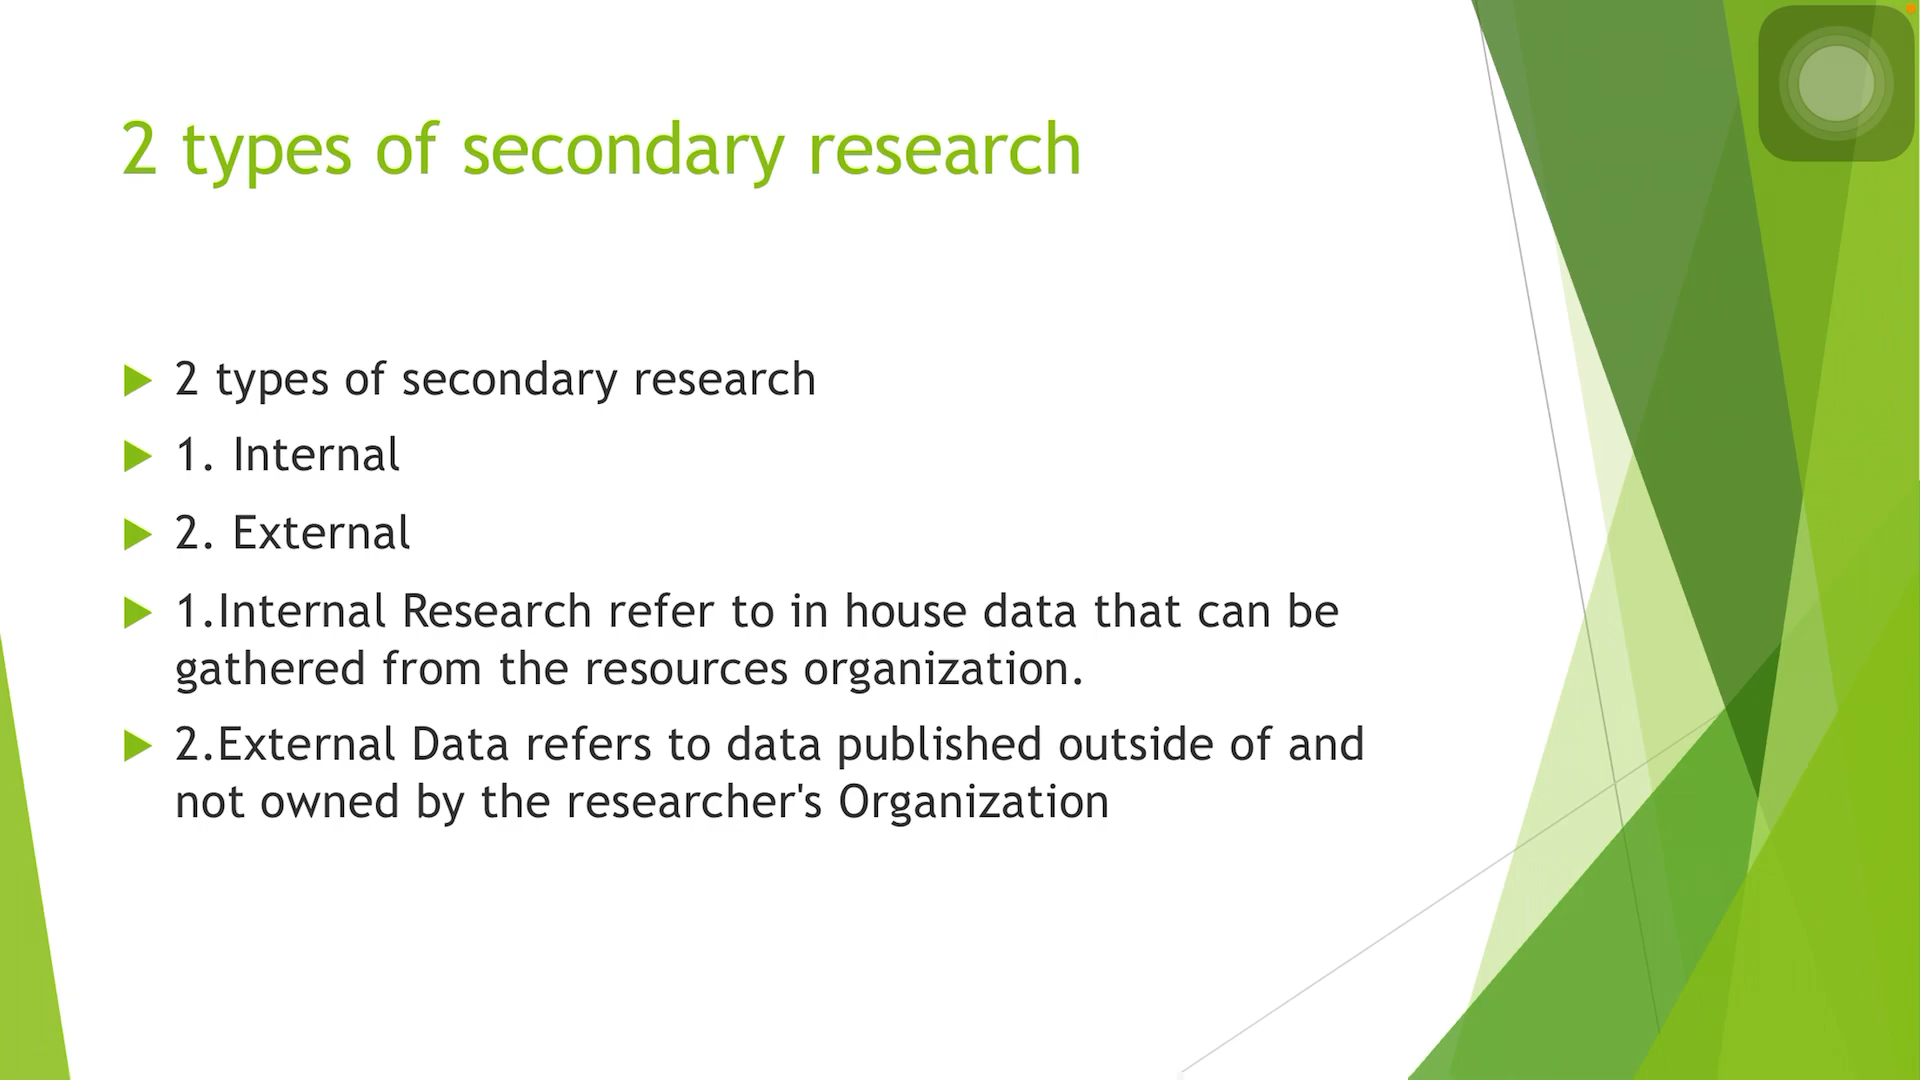 2 types of secondary research
2 types of secondary research
1. Internal
2. External
1.Internal Research refer to in house data that can be
gathered from the resources organization.
2.External Data refers to data published outside of and
not owned by the researcher's Organization